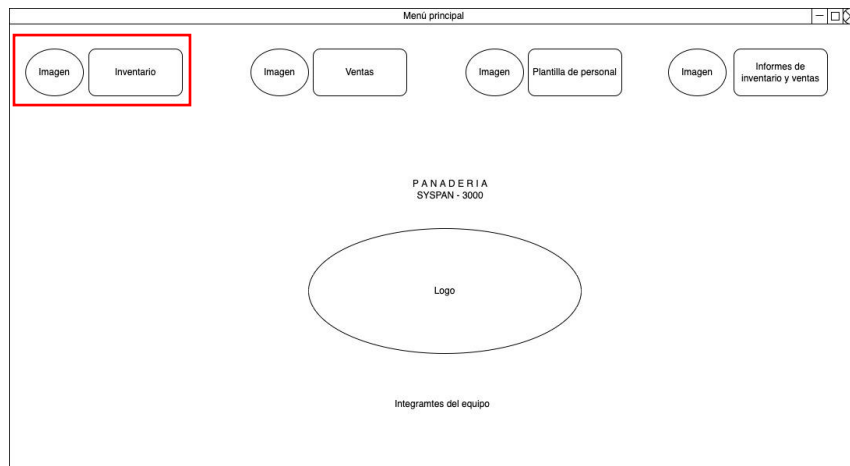 Menú principal
Imagen
Inventario
Imagen
Ventas
Imagen
Plantilla de personal
Imagen
Informes de
inventario y ventas
P A N A D E R I A
SYSPAN - 3000
Logo
Integramtes del equipo